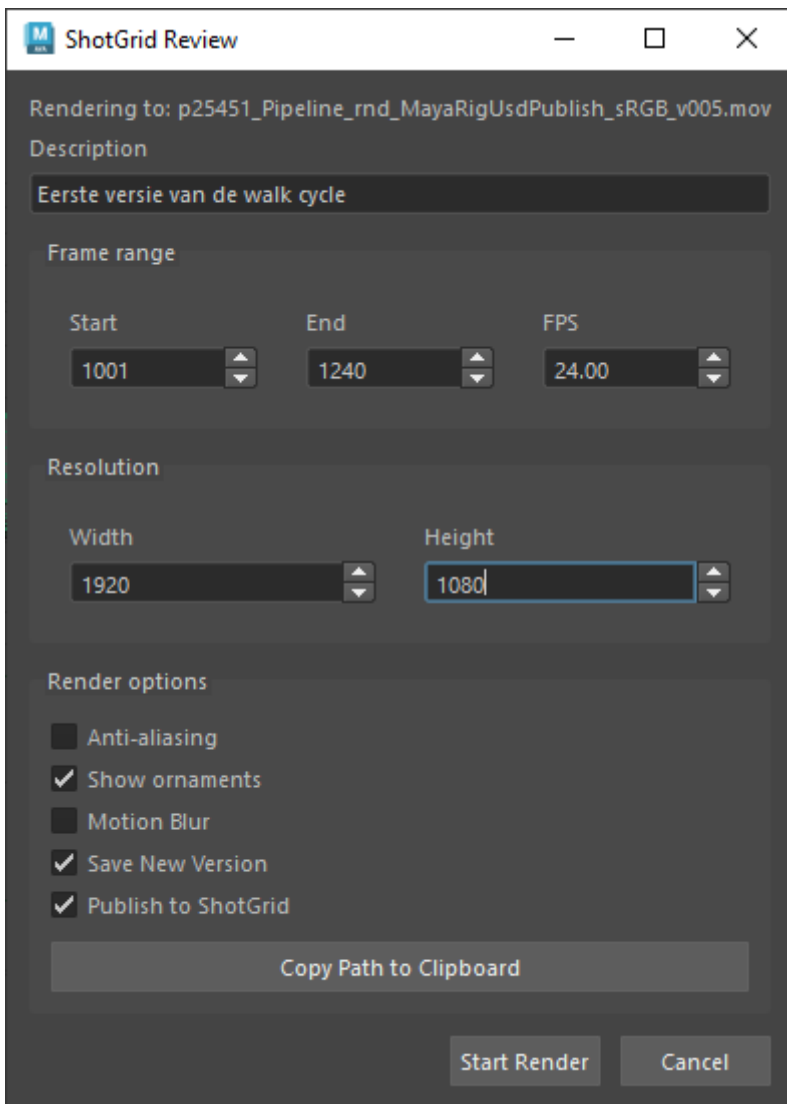 ShotGrid Review
Rendering to: p25451_Pipeline_rnd_MayaRigUsdPublish_sRGB_v005.mov
Description
Eerste versie van de walk cycle
Frame range
Start End FPS
1001 1240 24.00
Resolution
Width Height
1920 1080
Render options
Anti-aliasing
Show ornaments
Motion Blur
Save New Version
Publish to ShotGrid
Copy Path to Clipboard
Start Render Cancel